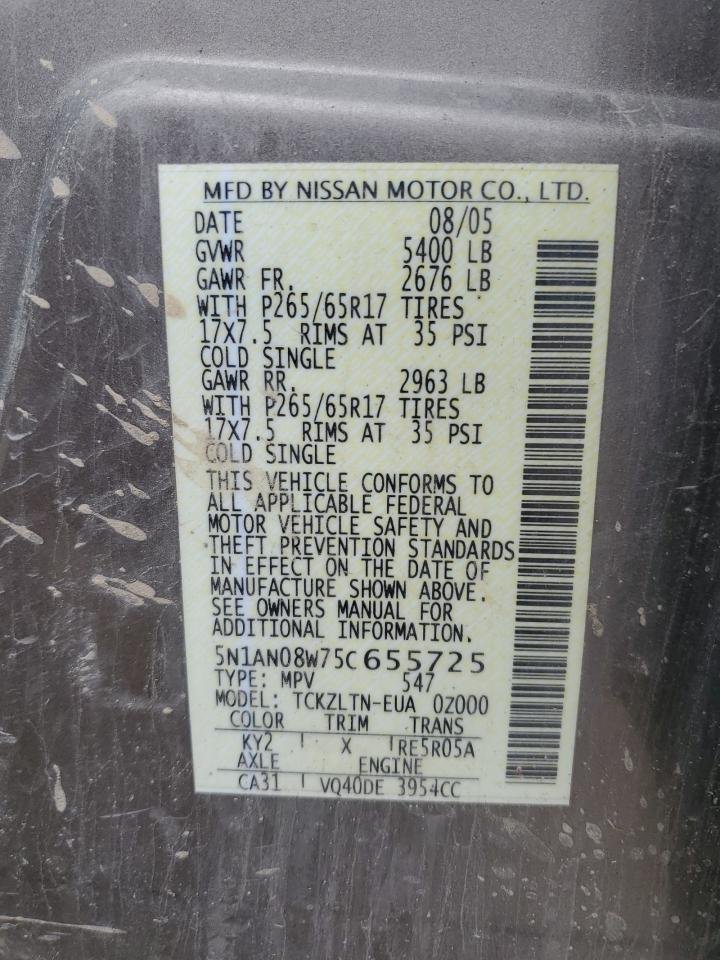 MFD BY NISSAN MOTOR CO., LTD.
DATE 08/05
GVWR 5400 LB
GAWR FR. 2676 LB
WITH P265/65R17 TIRES
17X7.5 RIMS AT 35 PSI
COLD SINGLE
GAWR RR. 2963 LB
WITH P265/65R17 TIRES
17X7.5 RIMS AT 35 PSI
COLD SINGLE
THIS VEHICLE CONFORMS TO
ALL APPLICABLE FEDERAL
MOTOR VEHICLE SAFETY AND
THEFT PREVENTION STANDARDS
IN EFFECT ON THE DATE OF
MANUFACTURE SHOWN ABOVE.
SEE OWNERS MANUAL FOR
ADDITIONAL INFORMATION.
5N1AN08W75C655725
TYPE: MPV 547
MODEL: TCKZLTN-EUA 0Z000
COLOR TRIM TRANS
KY2 X RE5R05A
AXLE ENGINE
CA31 VQ40DE 3954CC